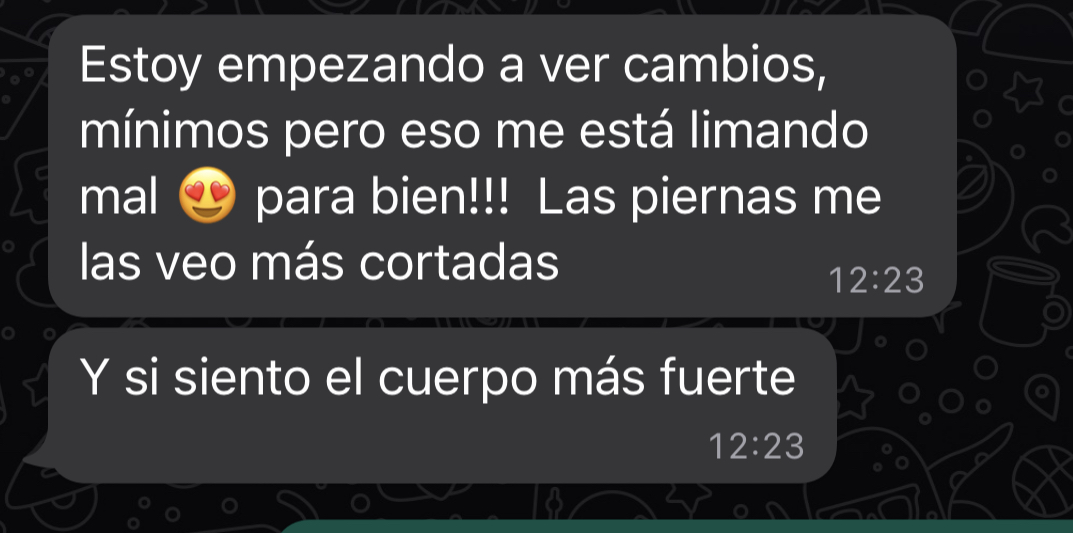 Estoy empezando a ver cambios,
mínimos pero eso me está limando
mal 😍 para bien!!!  Las piernas me
las veo más cortadas
12:23
Y si siento el cuerpo más fuerte
12:23